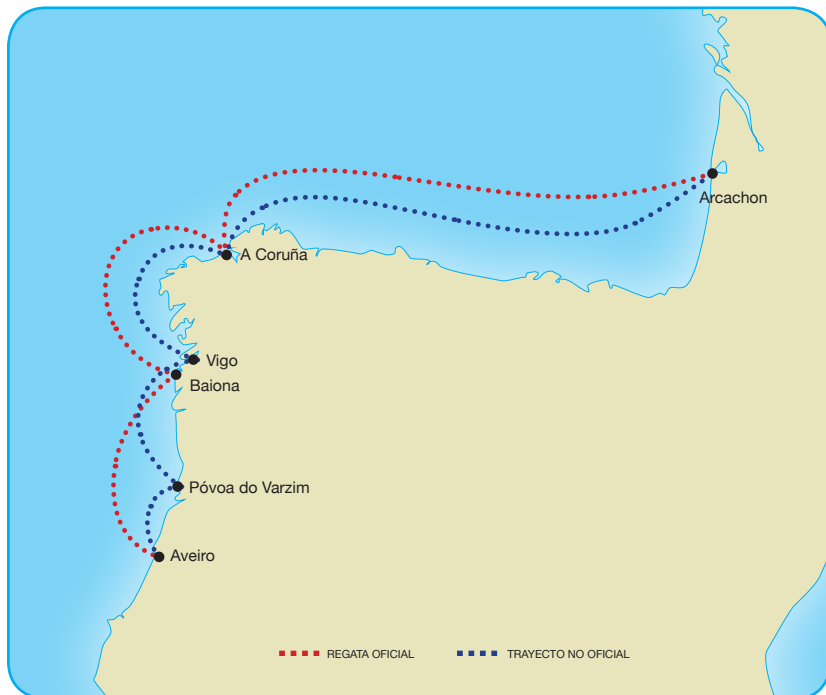 Arcachon
A Coruña
Vigo
Baiona
Póvoa do Varzim
Aveiro
REGATA OFICIAL
TRAYECTO NO OFICIAL